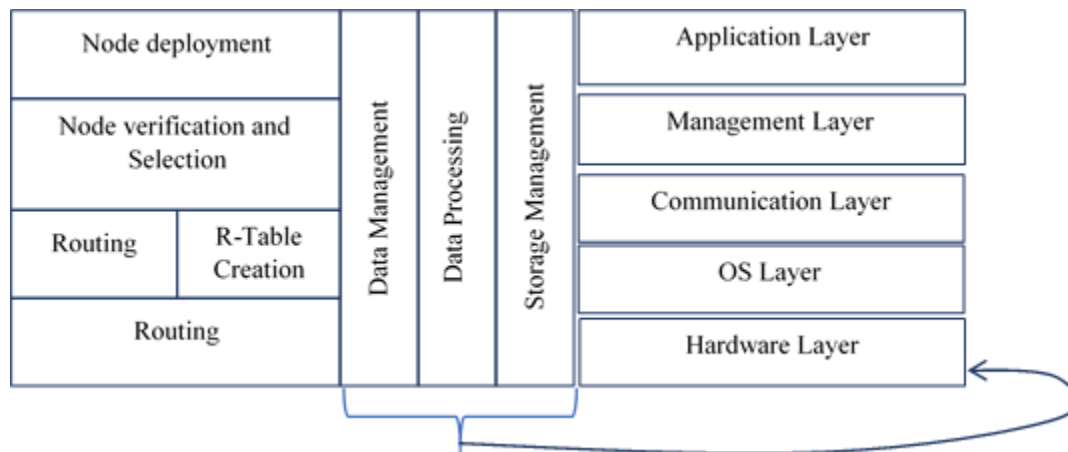 Node deployment
Node verification and
Selection
Routing
R-Table
Creation
Routing
Data Management
Data Processing
Storage Management
Application Layer
Management Layer
Communication Layer
OS Layer
Hardware Layer